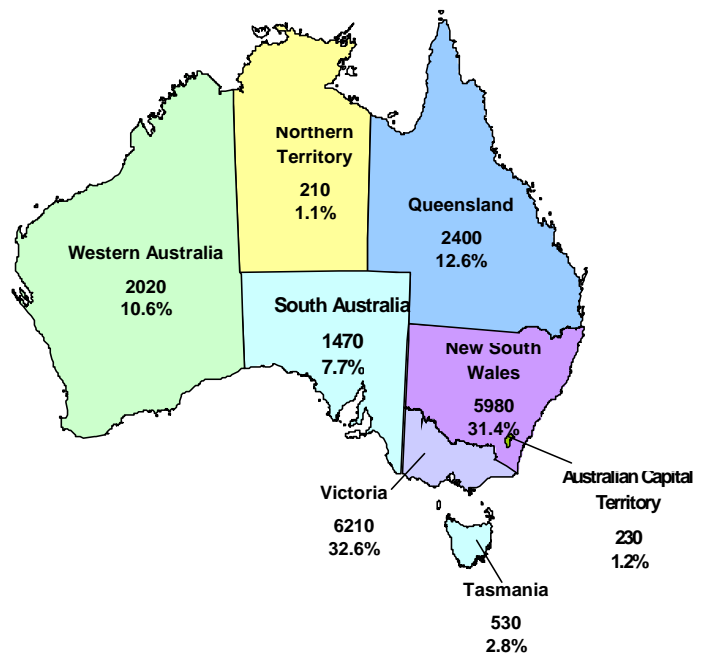 Northern
Territory
210
1.1%
Queensland
2400
12.6%
Western Australia
2020
10.6%
South Australia
1470
7.7%
New South
Wales
5980
31.4%
Australian Capital
Territory
230
1.2%
Victoria
6210
32.6%
Tasmania
530
2.8%